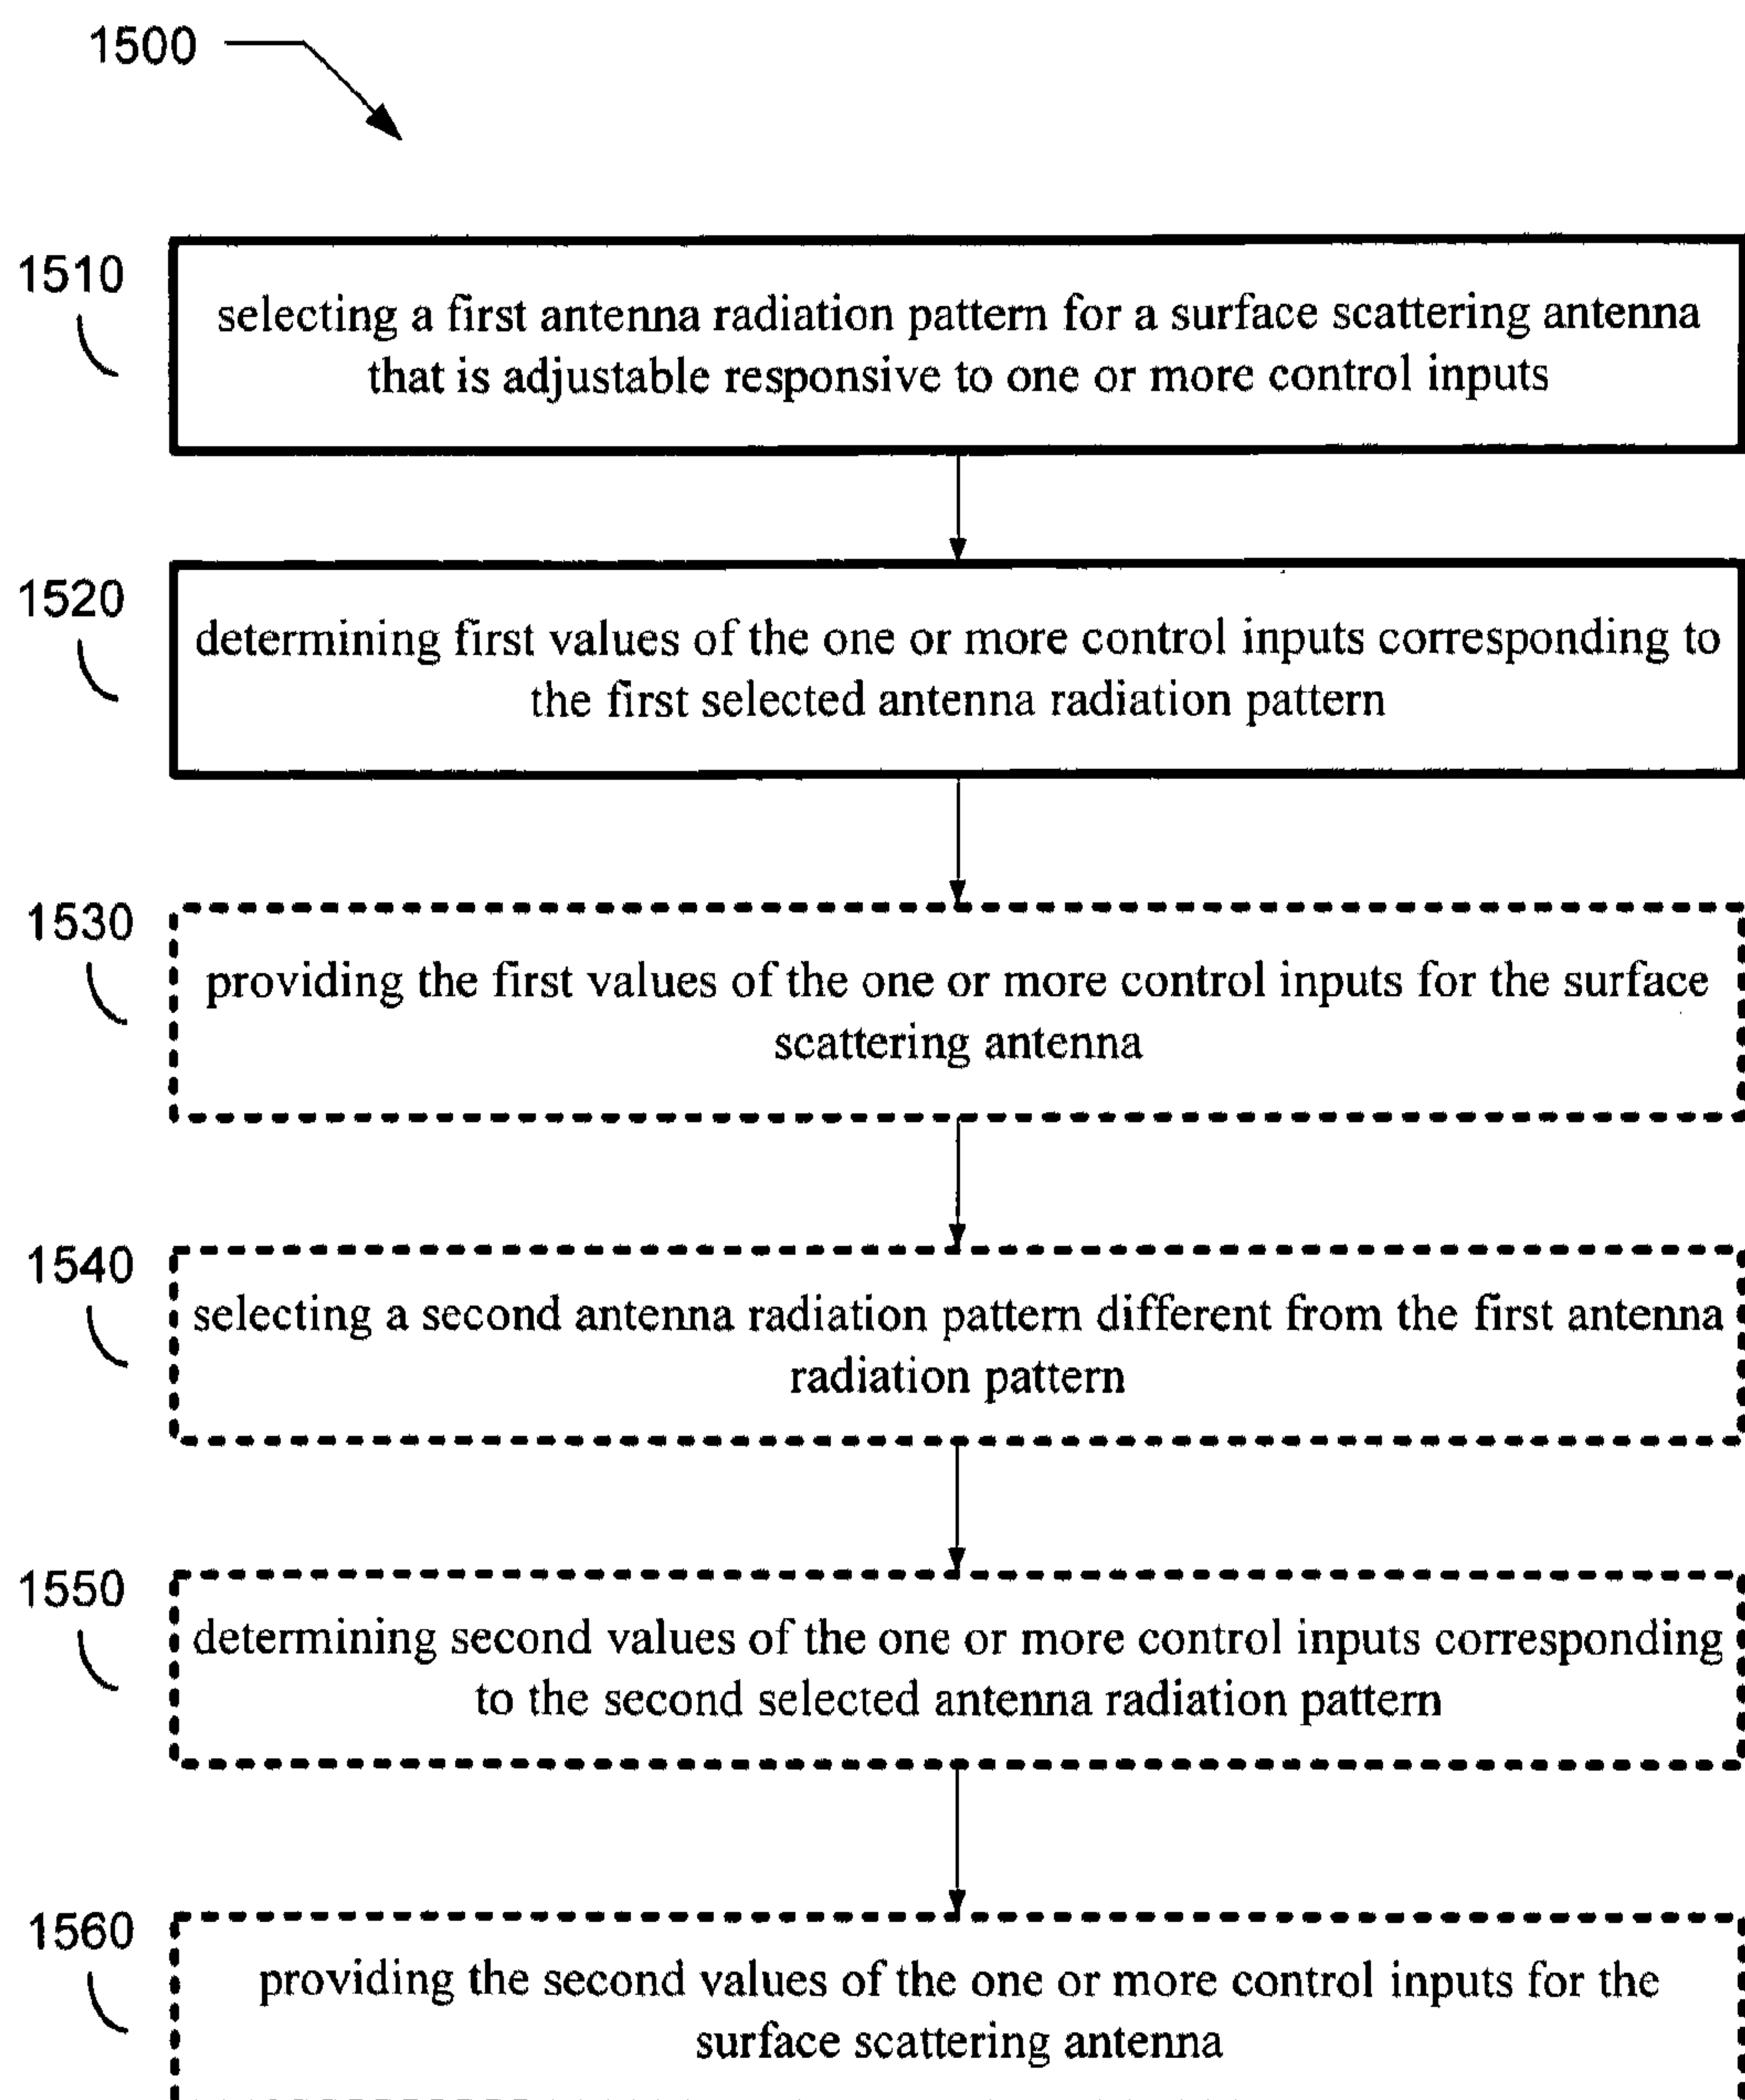 1500
1510
selecting a first antenna radiation pattern for a surface scattering antenna
that is adjustable responsive to one or more control inputs
1520
determining first values of the one or more control inputs corresponding to
the first selected antenna radiation pattern
1530
providing the first values of the one or more control inputs for the surface
scattering antenna
1540
selecting a second antenna radiation pattern different from the first antenna
radiation pattern
1550
determining second values of the one or more control inputs corresponding
to the second selected antenna radiation pattern
1560
providing the second values of the one or more control inputs for the
surface scattering antenna